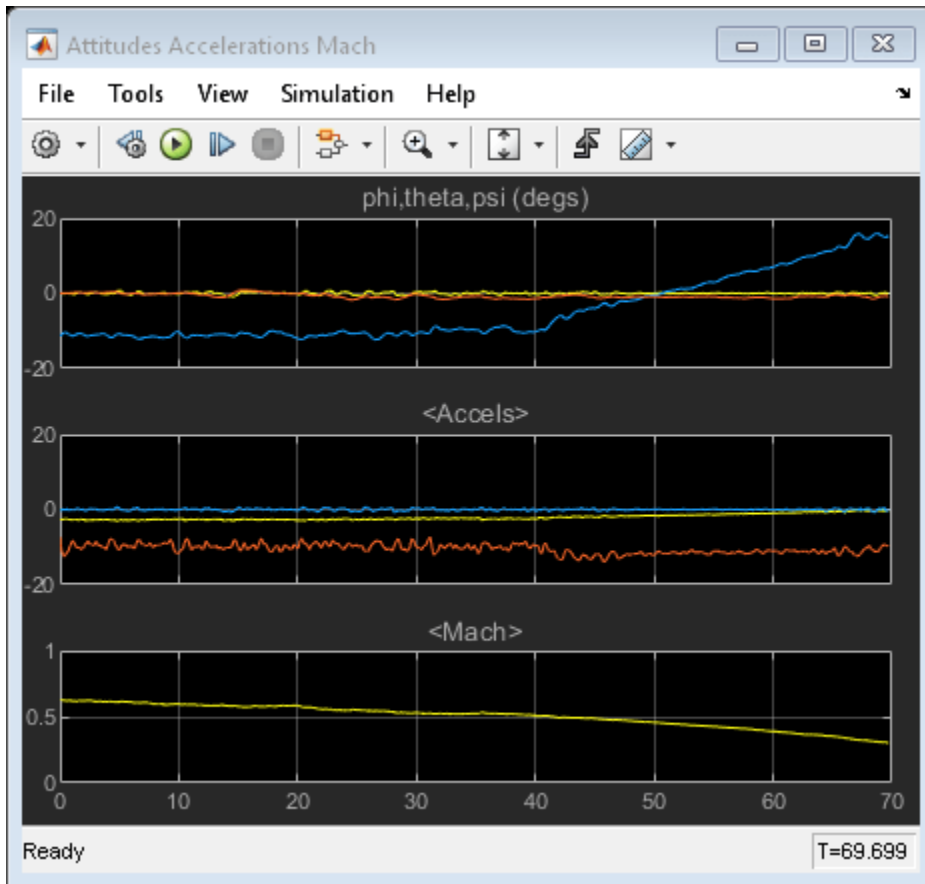 Attitudes Accelerations Mach
File Tools View Simulation Help
phi,theta,psi (degs)
20
0
-20
<Accels>
20
0
-20
<Mach>
1
0.5
0
0 10 20 30 40 50 60 70
Ready T=69.699